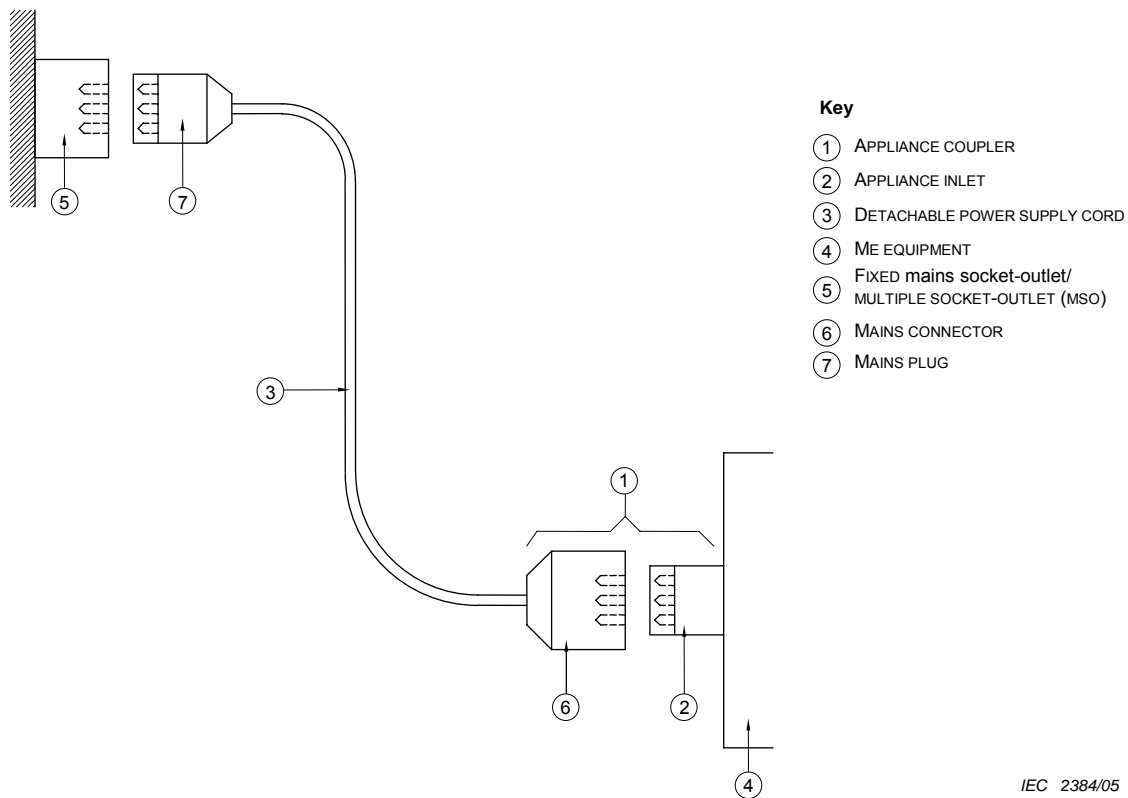 Key
1 APPLIANCE COUPLER
2 APPLIANCE INLET
3 DETACHABLE POWER SUPPLY CORD
4 ME EQUIPMENT
5 FIXED mains socket-outlet/
MULTIPLE SOCKET-OUTLET (MSO)
6 MAINS CONNECTOR
7 MAINS PLUG
5
7
3
1
6
2
4
IEC 2384/05